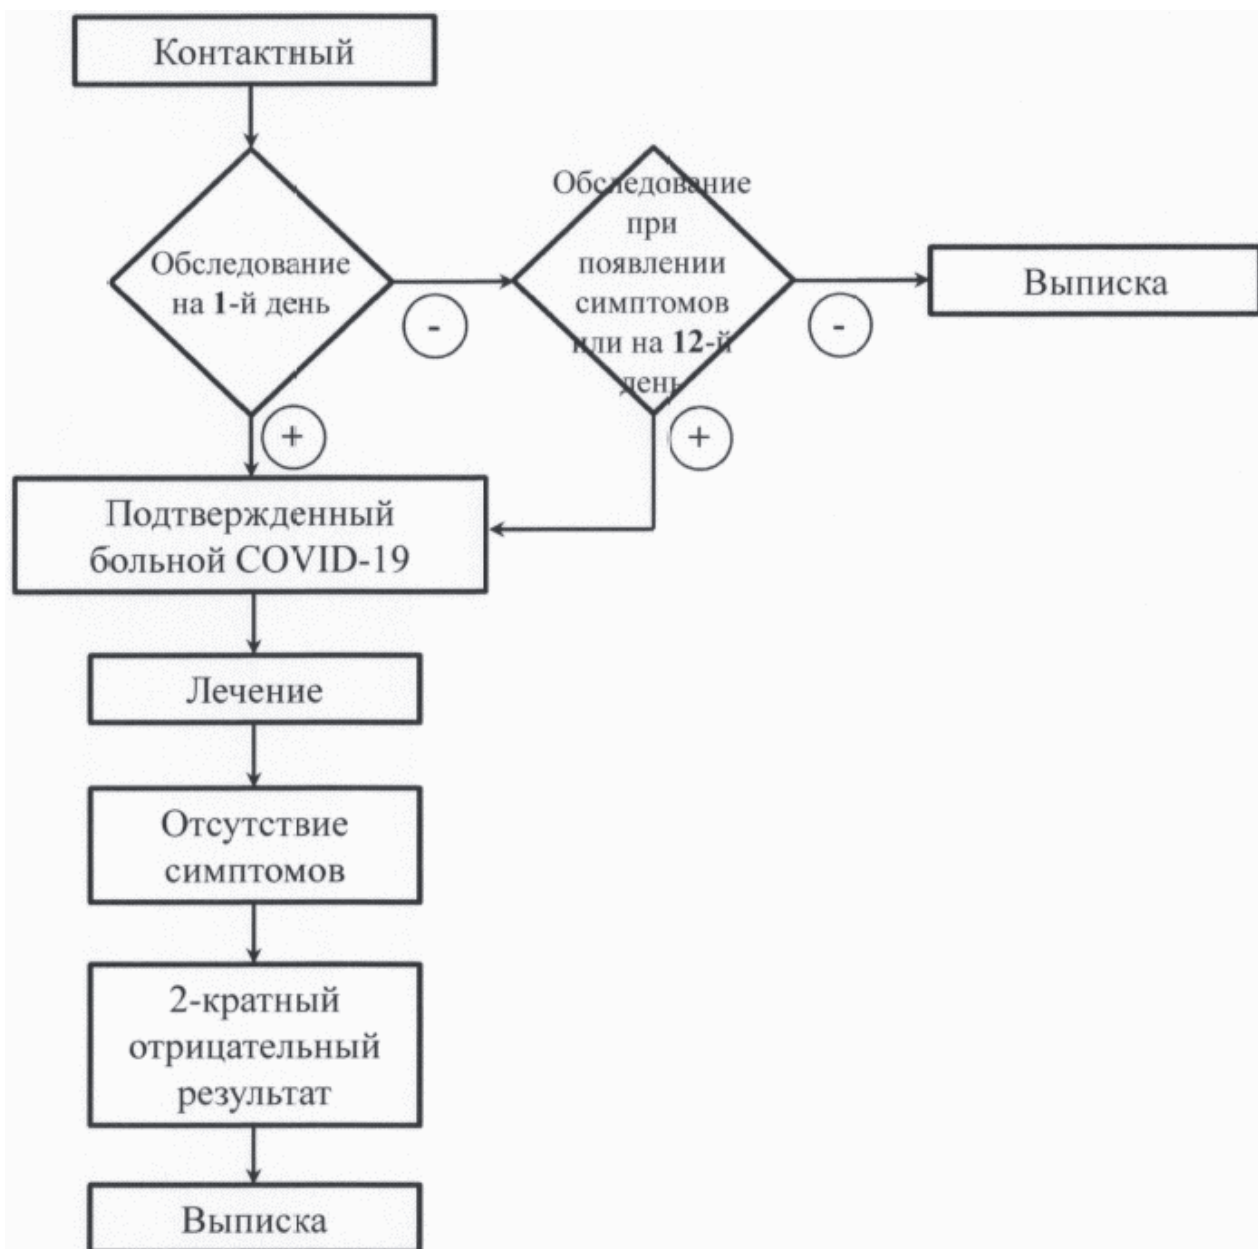 Контактный
Обследование
на 1-й день
-
Обследование
при
появлении
симптомов
или на 12-й
день
-
Выписка
+
+
Подтвержденный
больной COVID-19
Лечение
Отсутствие
симптомов
2-кратный
отрицательный
результат
Выписка